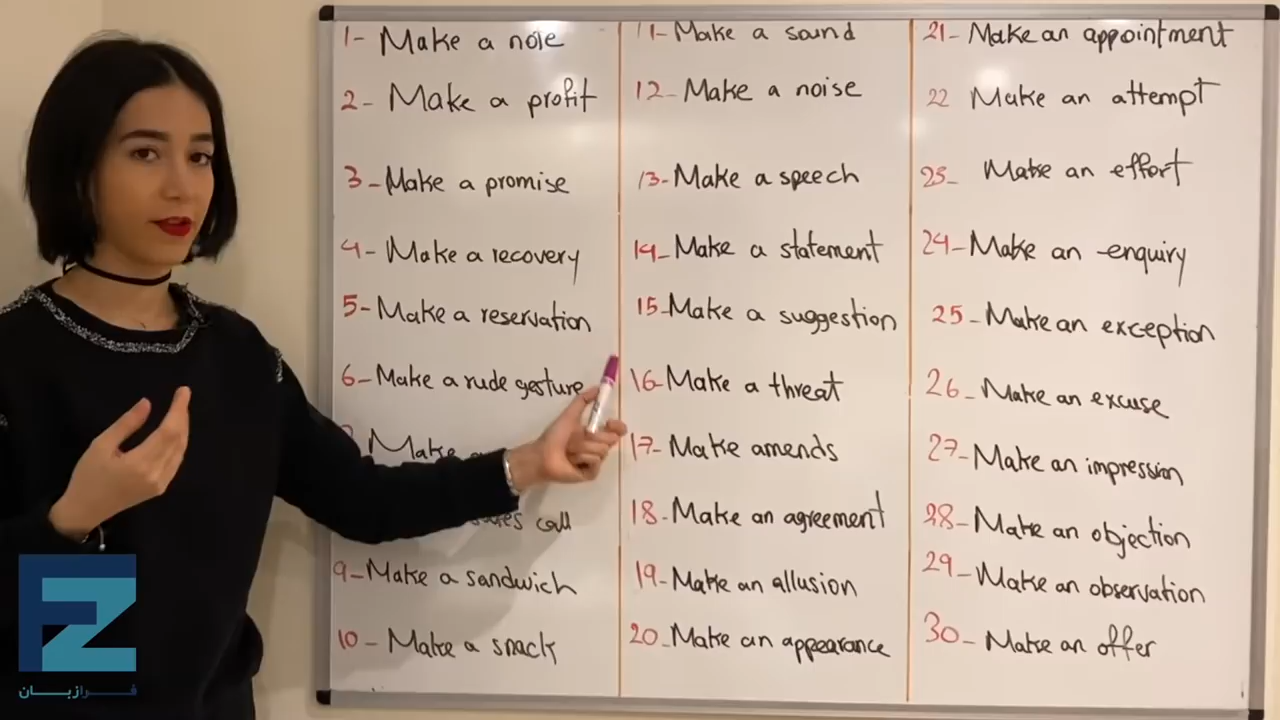 1- Make a note
2- Make a profit
3- Make a promise
4- Make a recovery
5- Make a reservation
6- Make a rude gesture
Make
sales call
9- Make a sandwich
10- Make a snack
11- Make a sound
12- Make a noise
13- Make a speech
14- Make a statement
15- Make a suggestion
16- Make a threat
17- Make amends
18- Make an agreement
19- Make an allusion
20- Make an appearance
21- Make an appointment
22 Make an attempt
23- Make an effort
24- Make an enquiry
25- Make an exception
26- Make an excuse
27- Make an impression
28- Make an objection
29- Make an observation
30- Make an offer
FZ
فرازبان